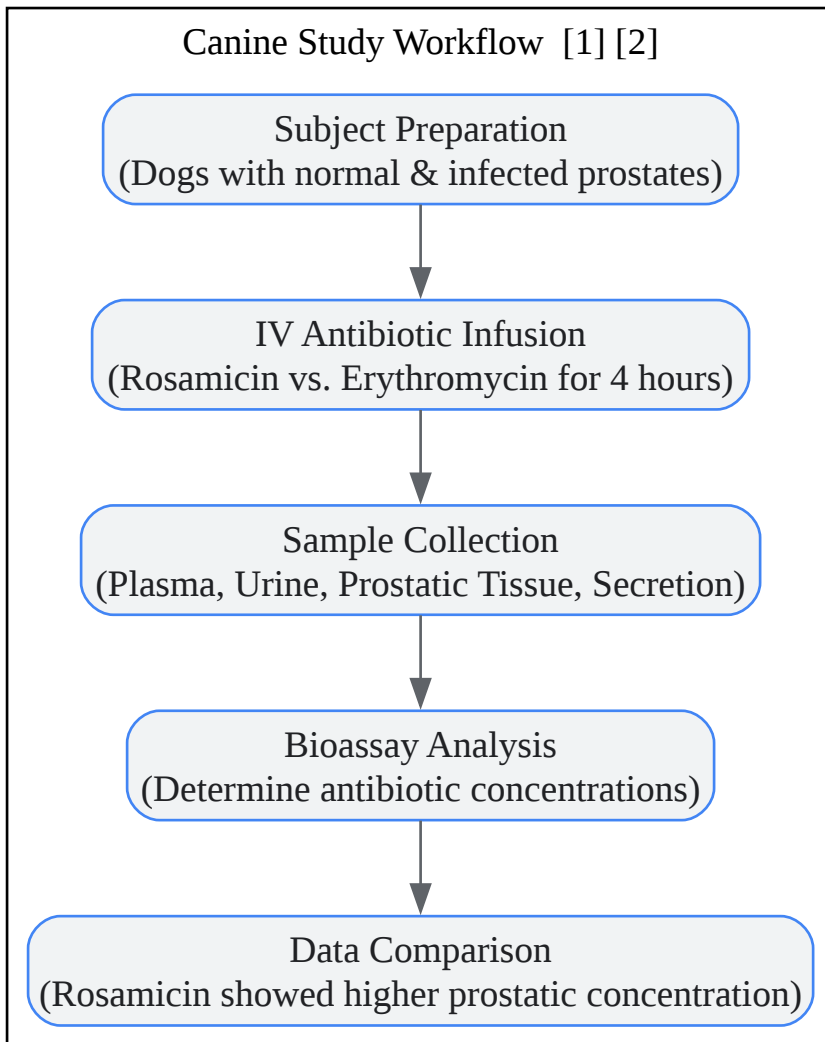 Canine Study Workflow  [1] [2]
Subject Preparation
(Dogs with normal & infected prostates)
IV Antibiotic Infusion
(Rosamicin vs. Erythromycin for 4 hours)
Sample Collection
(Plasma, Urine, Prostatic Tissue, Secretion)
Bioassay Analysis
(Determine antibiotic concentrations)
Data Comparison
(Rosamicin showed higher prostatic concentration)